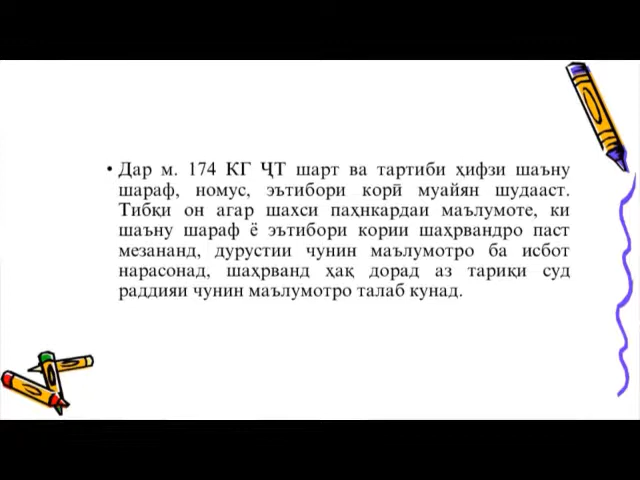 • Дар м. 174 КГ ҶТ шарт ва тартиби ҳифзи шаъну
шараф, номус, эътибори корӣ муайян шудааст.
Тибқи он агар шахси паҳнкардаи маълумоте, ки
шаъну шараф ё эътибори кории шаҳрвандро паст
мезананд, дурустии чунин маълумотро ба исбот
нарасонад, шаҳрванд ҳақ дорад аз тариқи суд
раддияи чунин маълумотро талаб кунад.